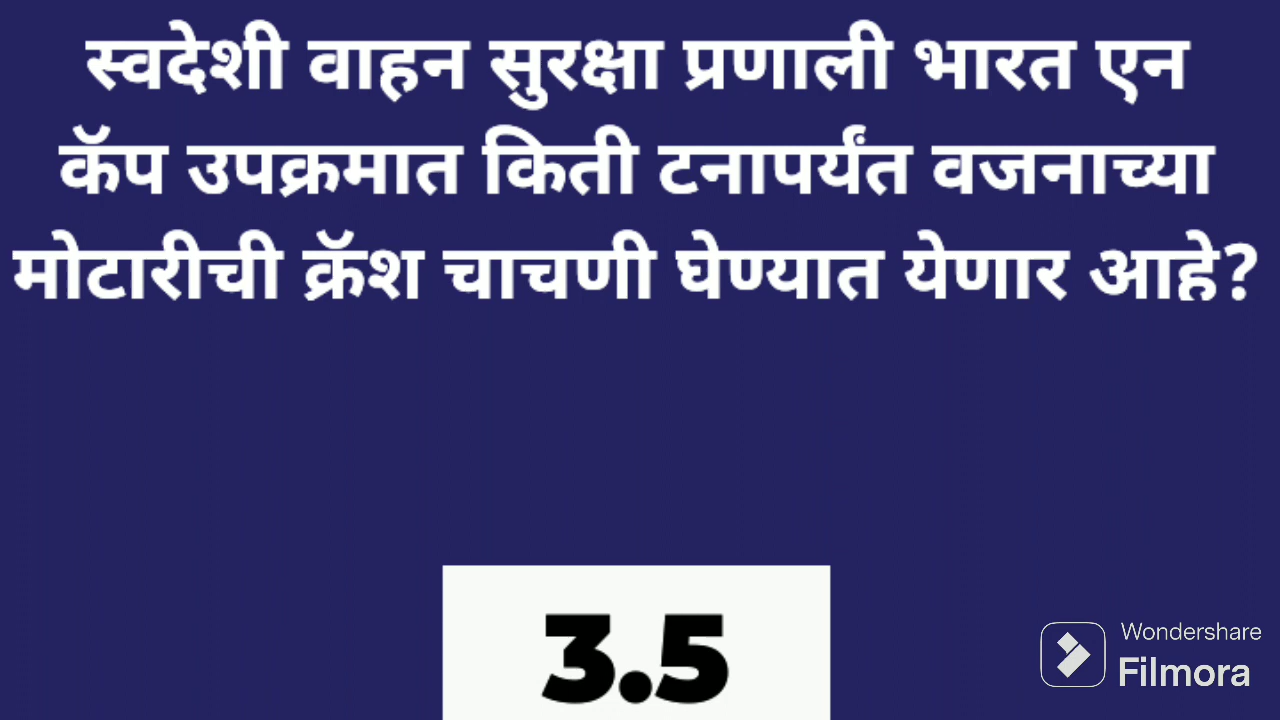 स्वदेशी वाहन सुरक्षा प्रणाली भारत एन
कॅप उपक्रमात किती टनापर्यंत वजनाच्या
मोटारीची क्रॅश चाचणी घेण्यात येणार आहे?
3.5
Wondershare
Filmora